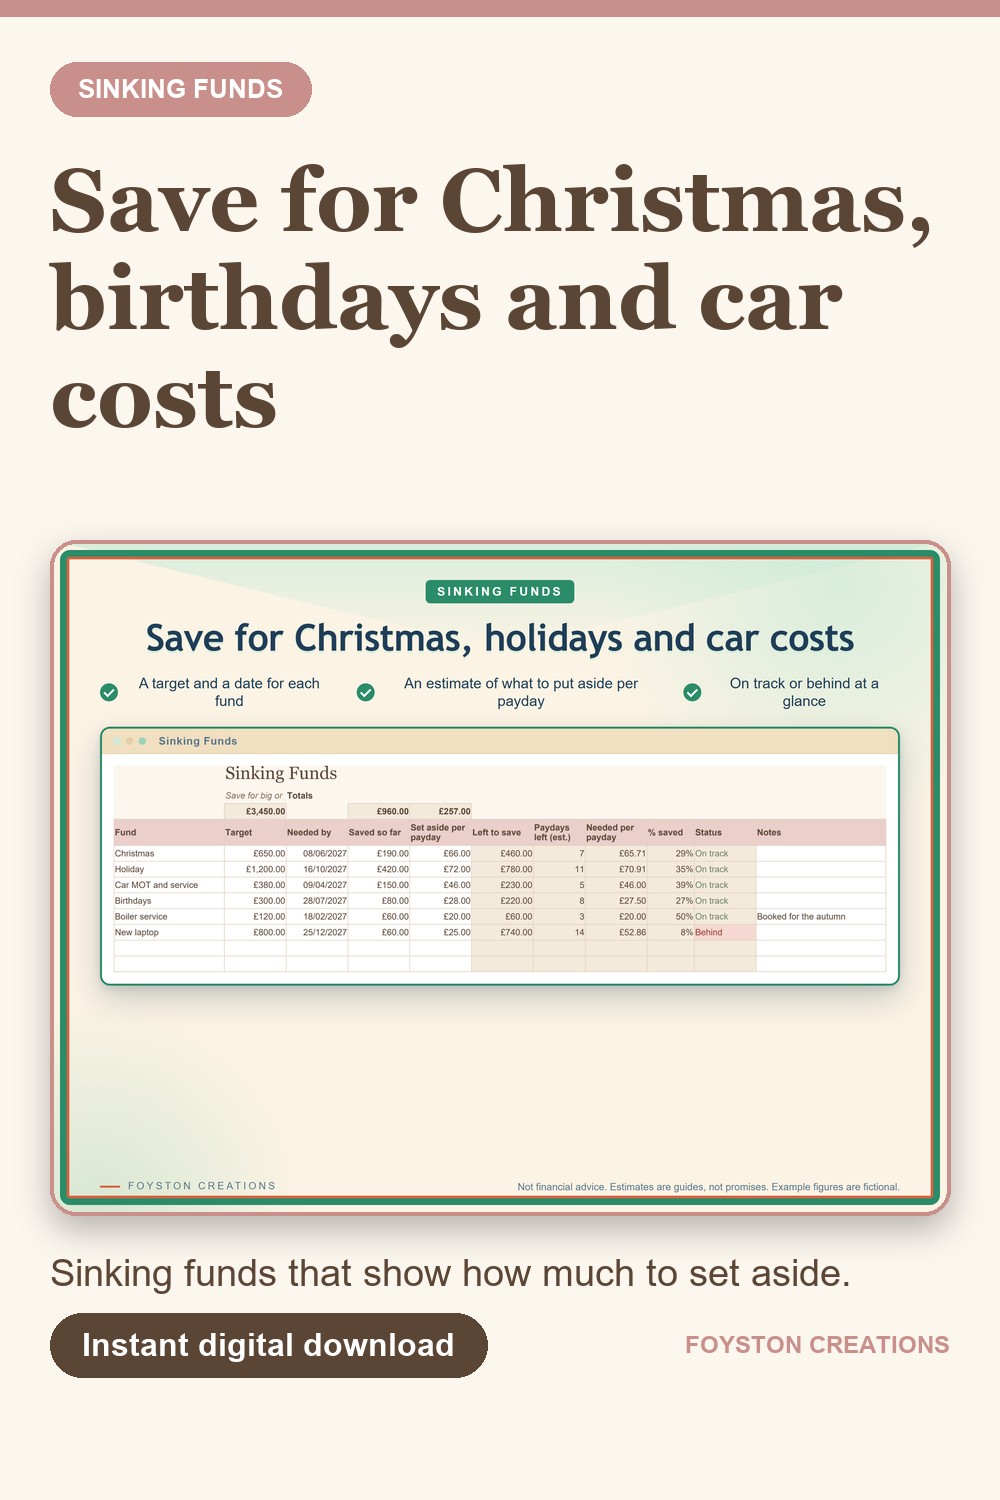 SINKING FUNDS
Save for Christmas,
birthdays and car
costs
SINKING FUNDS
Save for Christmas, holidays and car costs
A target and a date for each
fund
An estimate of what to put aside per
payday
On track or behind at a
glance
Sinking Funds
Sinking Funds
Save for big or Totals
£3,450.00 £960.00 £257.00
Fund Target Needed by Saved so far Set aside per payday Left to save Paydays left (est.) Needed per payday % saved Status Notes
Christmas £650.00 08/06/2027 £190.00 £66.00 £460.00 7 £65.71 29% On track
Holiday £1,200.00 16/10/2027 £420.00 £72.00 £780.00 11 £70.91 35% On track
Car MOT and service £380.00 09/04/2027 £150.00 £46.00 £230.00 5 £46.00 39% On track
Birthdays £300.00 28/07/2027 £80.00 £28.00 £220.00 8 £27.50 27% On track
Boiler service £120.00 18/02/2027 £60.00 £20.00 £60.00 3 £20.00 50% On track Booked for the autumn
New laptop £800.00 25/12/2027 £60.00 £25.00 £740.00 14 £52.86 8% Behind
FOYSTON CREATIONS
Not financial advice. Estimates are guides, not promises. Example figures are fictional.
Sinking funds that show how much to set aside.
Instant digital download
FOYSTON CREATIONS